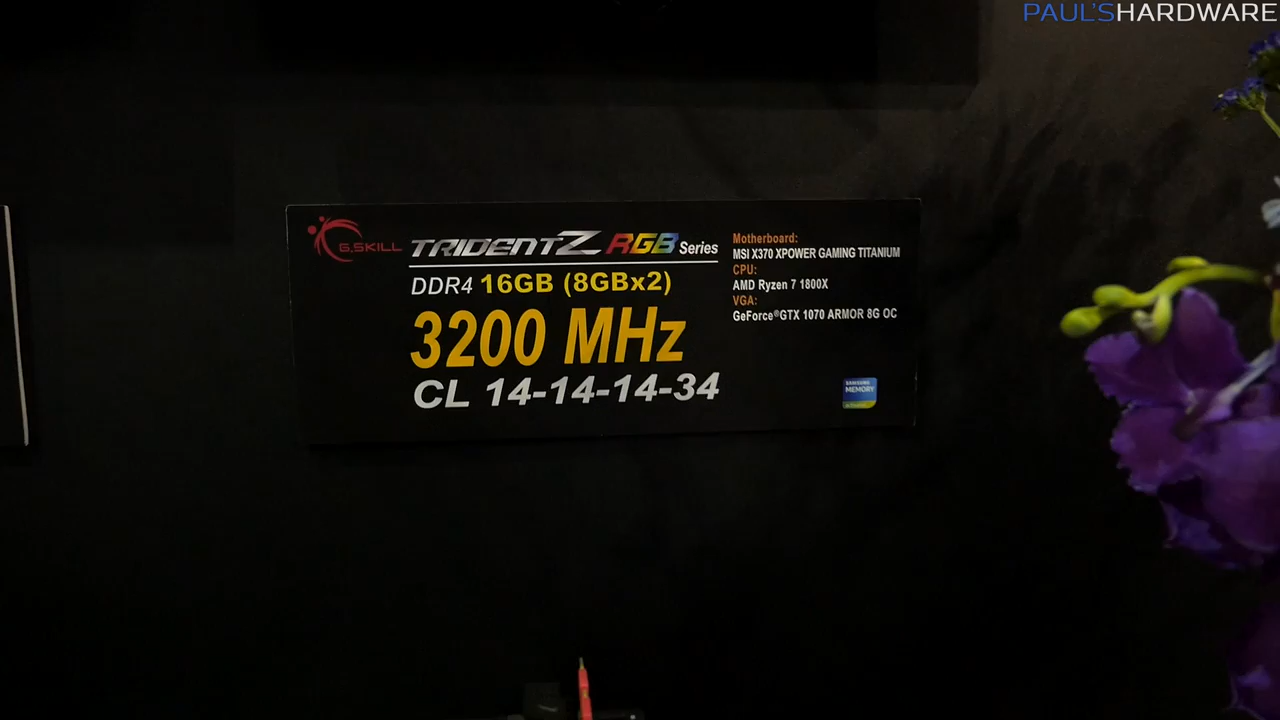 PAUL'SHARDWARE
G.SKILL TRIDENTZ RGB Series
DDR4 16GB (8GBx2)
3200 MHz
CL 14-14-14-34
Motherboard:
MSI X370 XPOWER GAMING TITANIUM
CPU:
AMD Ryzen 7 1800X
VGA:
GeForce®GTX 1070 ARMOR 8G OC
SAMSUNG
MEMORY